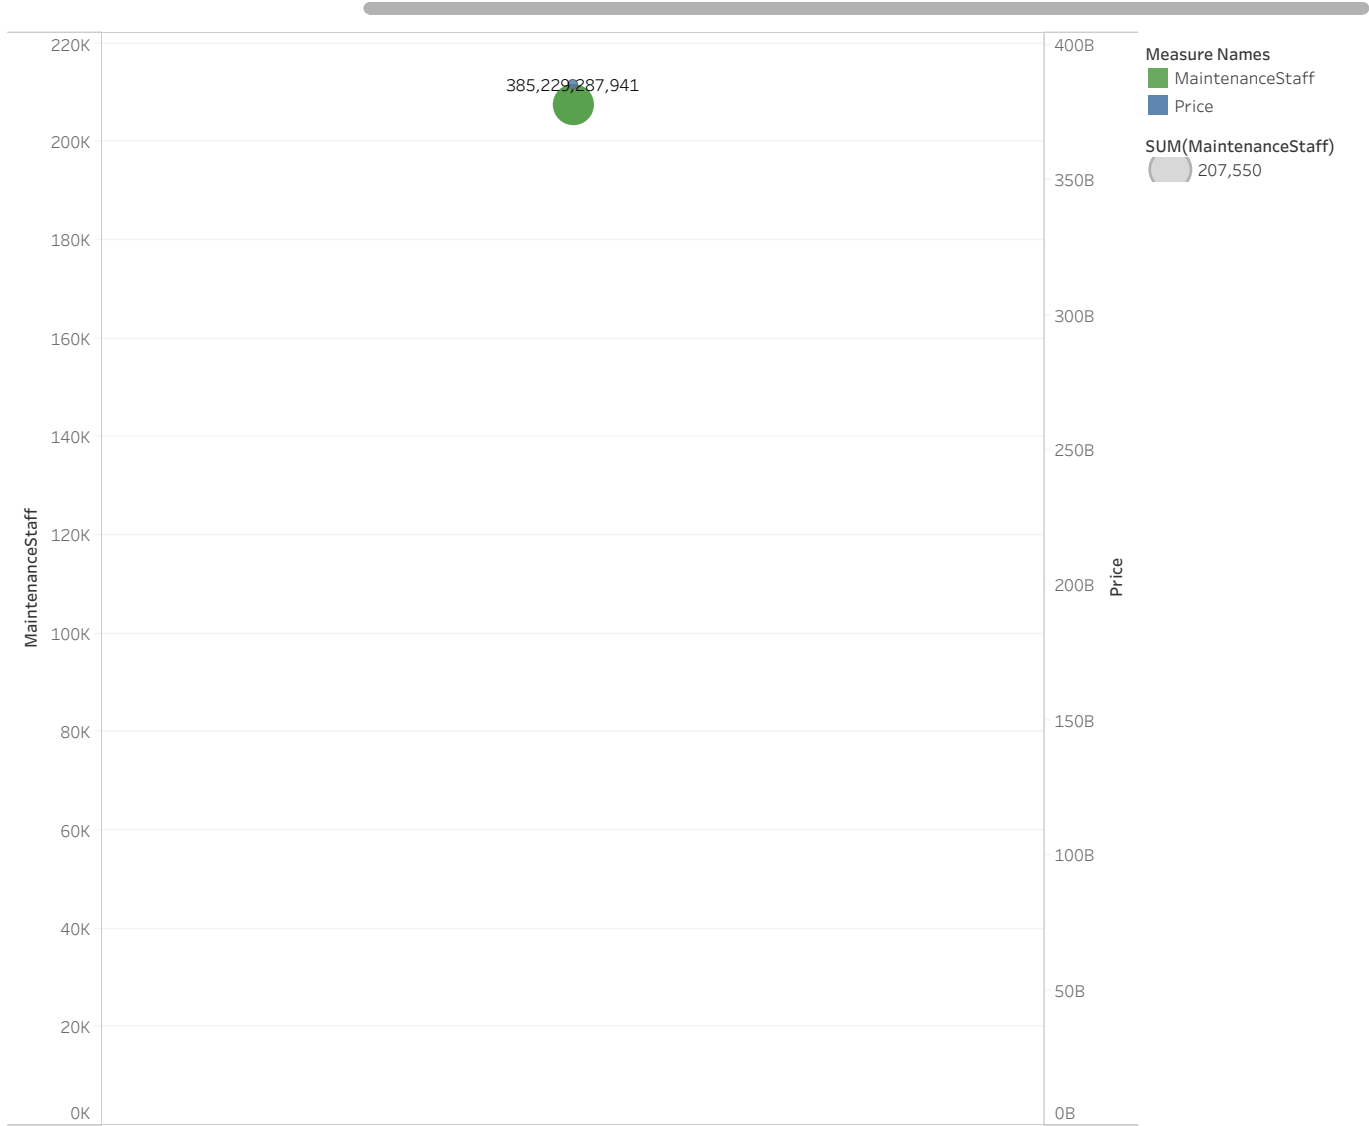 220K
200K
180K
160K
140K
120K
100K
80K
60K
40K
20K
0K
MaintenanceStaff
385,229,287,941
400B
350B
300B
250B
200B
150B
100B
50B
0B
Price
Measure Names
MaintenanceStaff
Price
SUM(MaintenanceStaff)
207,550